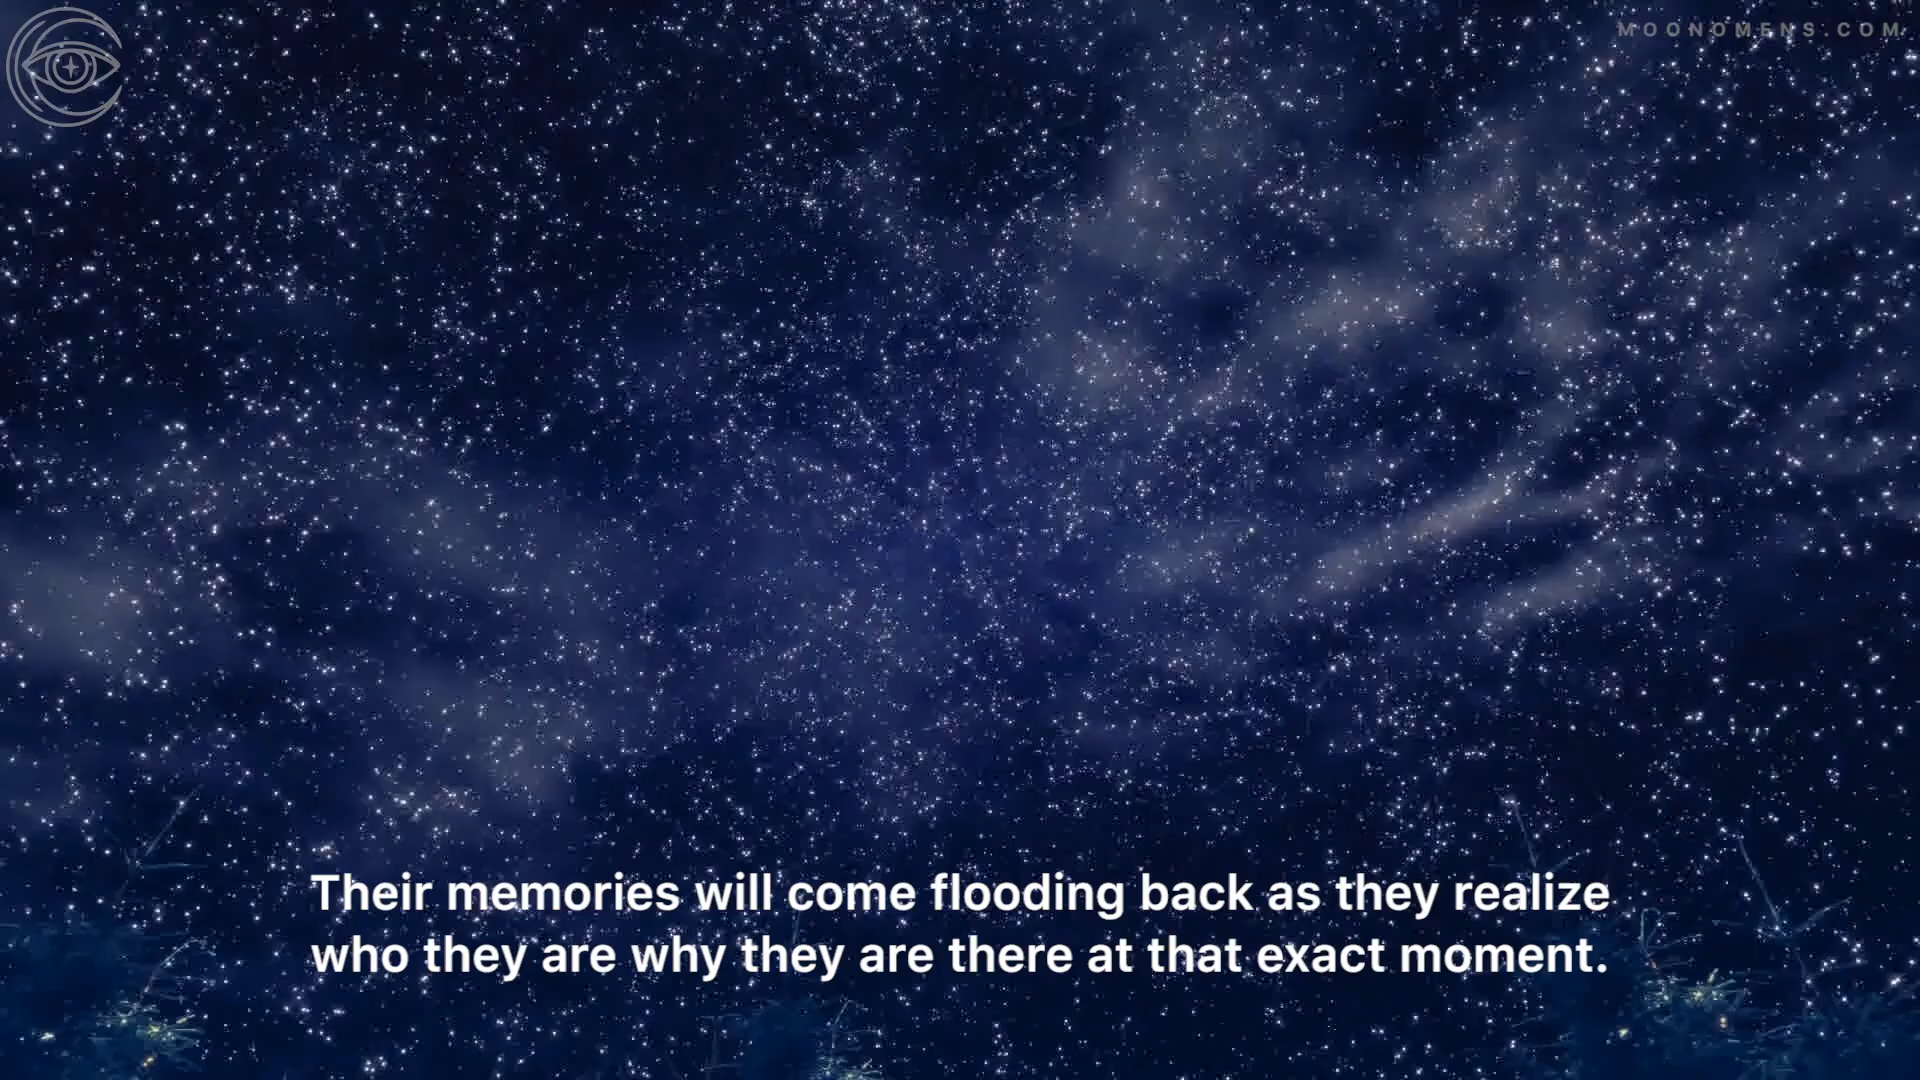 MOONOMENS.COM
Their memories will come flooding back as they realize
who they are why they are there at that exact moment.